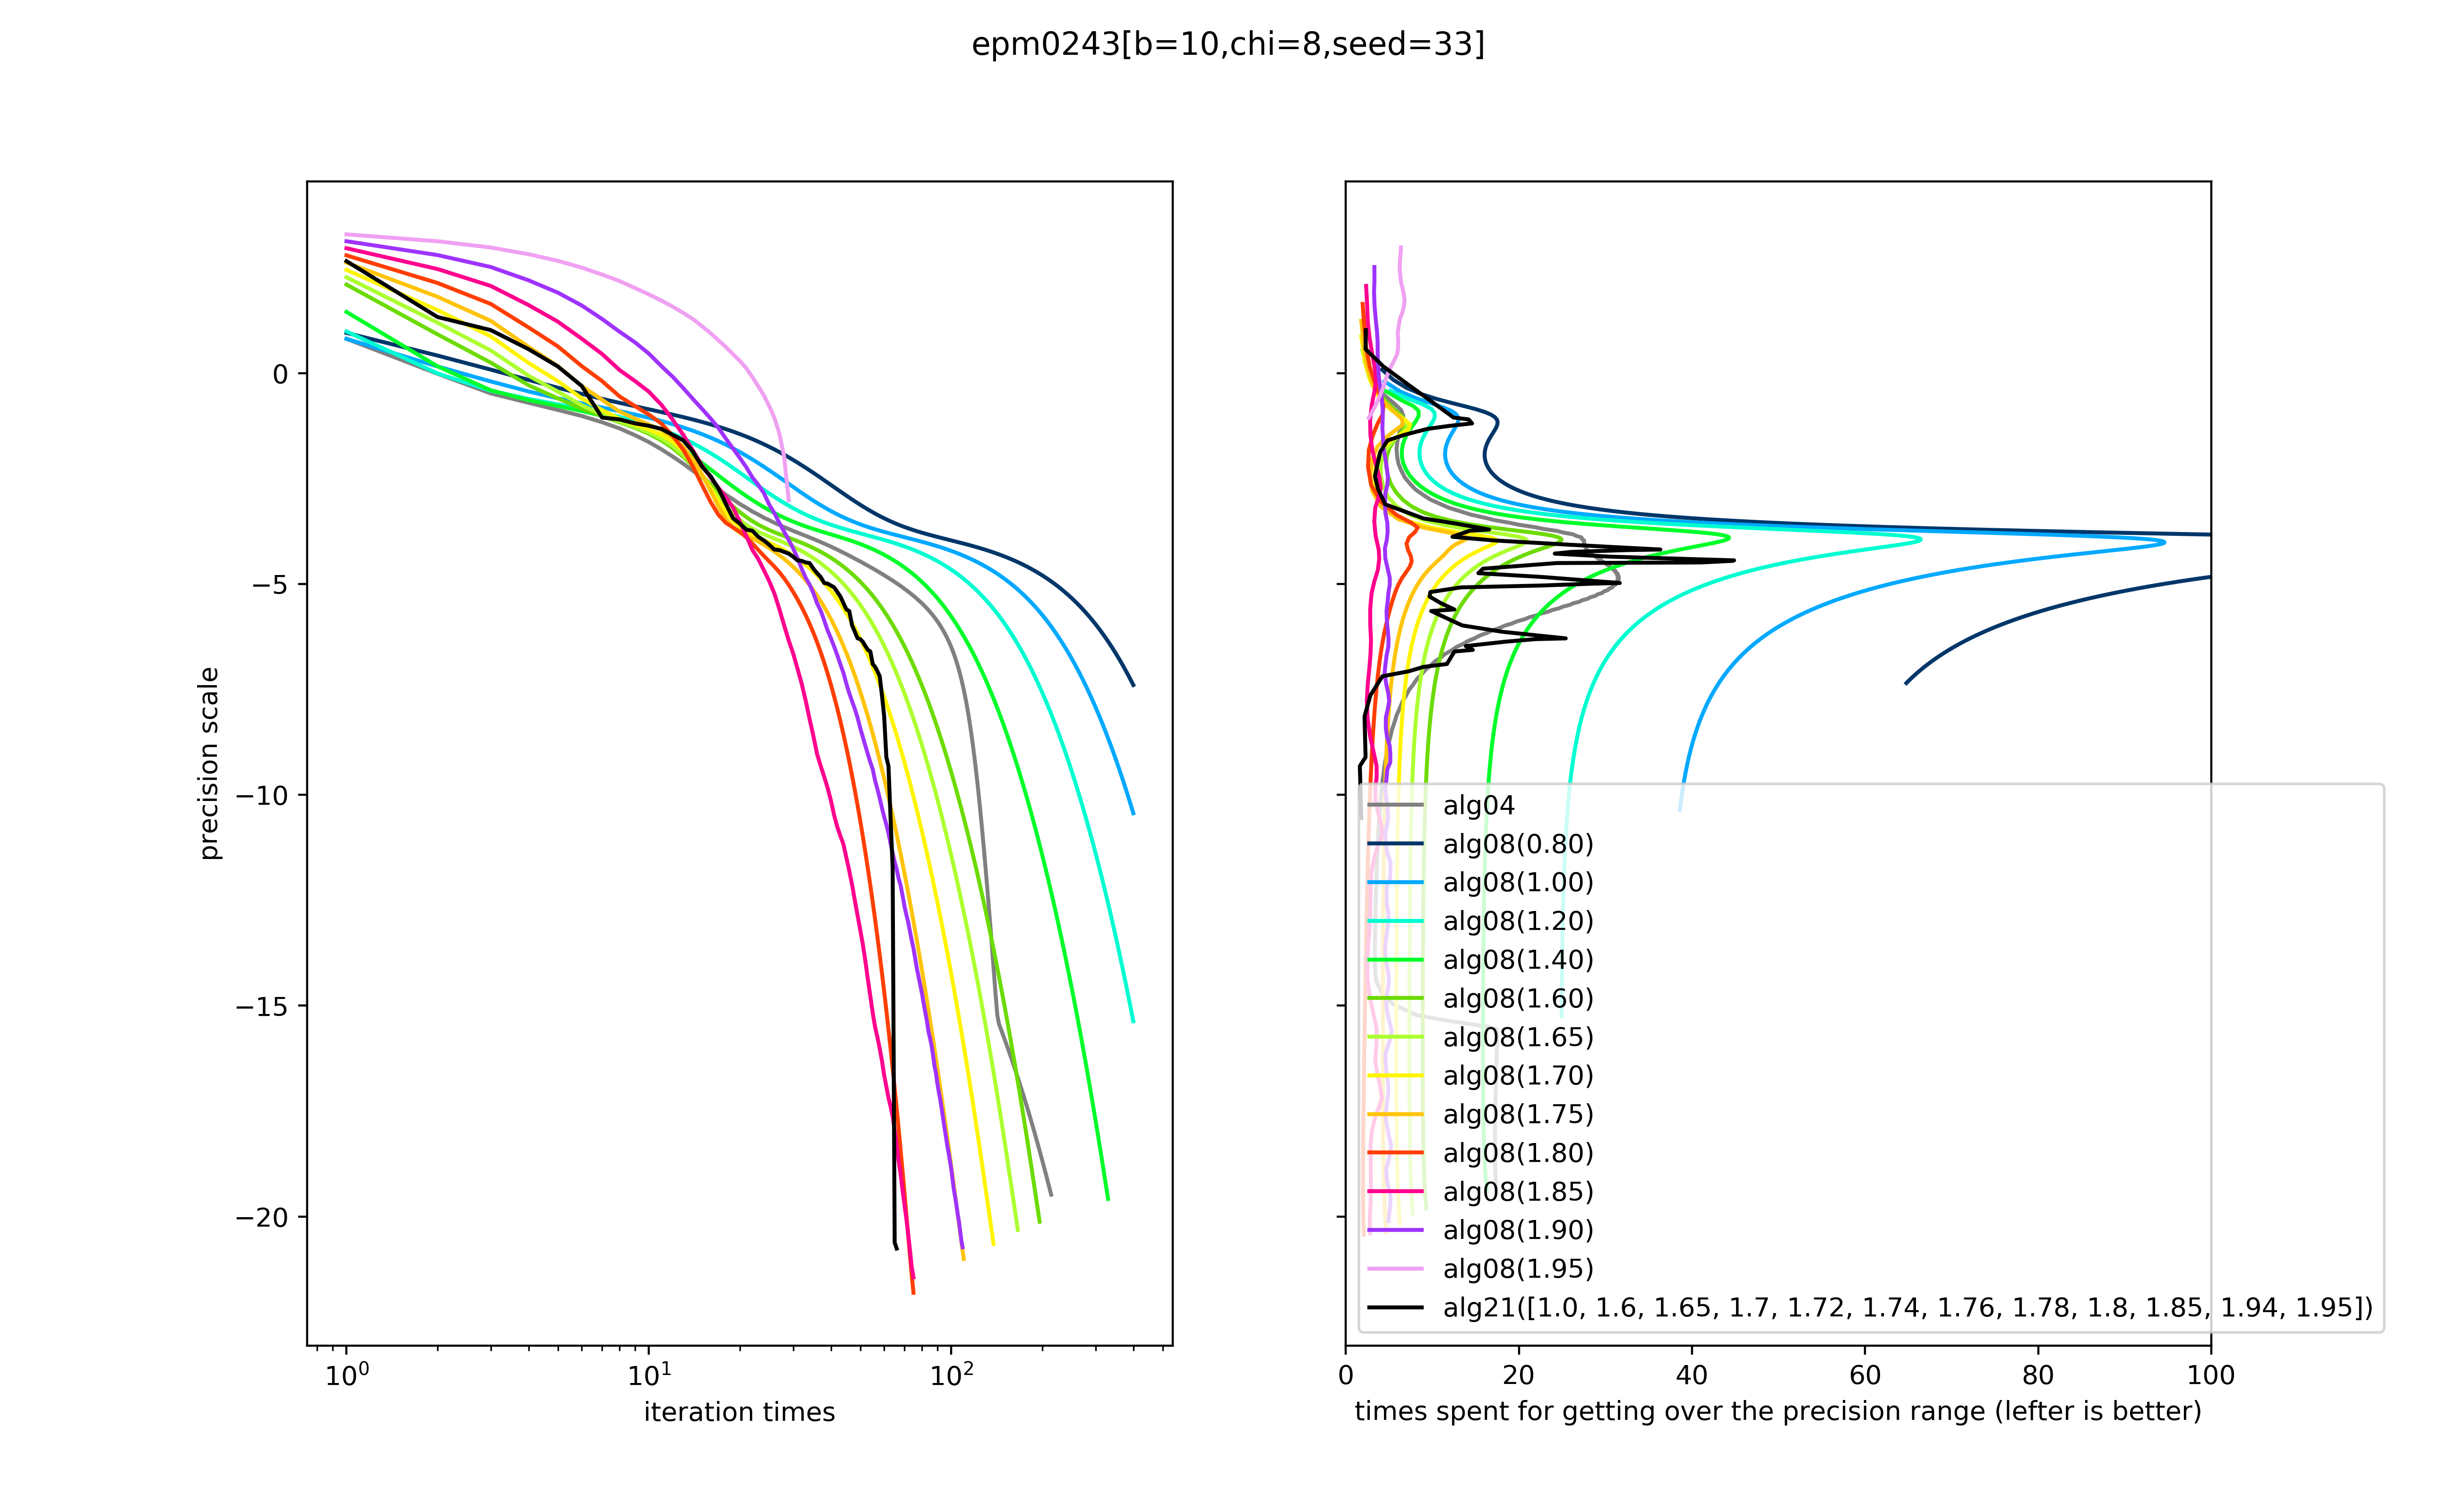 epm0243[b=10,chi=8,seed=33]
precision scale
0
−5
−10
−15
−20
10⁰ 10¹ 10²
iteration times
alg04
alg08(0.80)
alg08(1.00)
alg08(1.20)
alg08(1.40)
alg08(1.60)
alg08(1.65)
alg08(1.70)
alg08(1.75)
alg08(1.80)
alg08(1.85)
alg08(1.90)
alg08(1.95)
alg21([1.0, 1.6, 1.65, 1.7, 1.72, 1.74, 1.76, 1.78, 1.8, 1.85, 1.94, 1.95])
0 20 40 60 80 100
times spent for getting over the precision range (lefter is better)